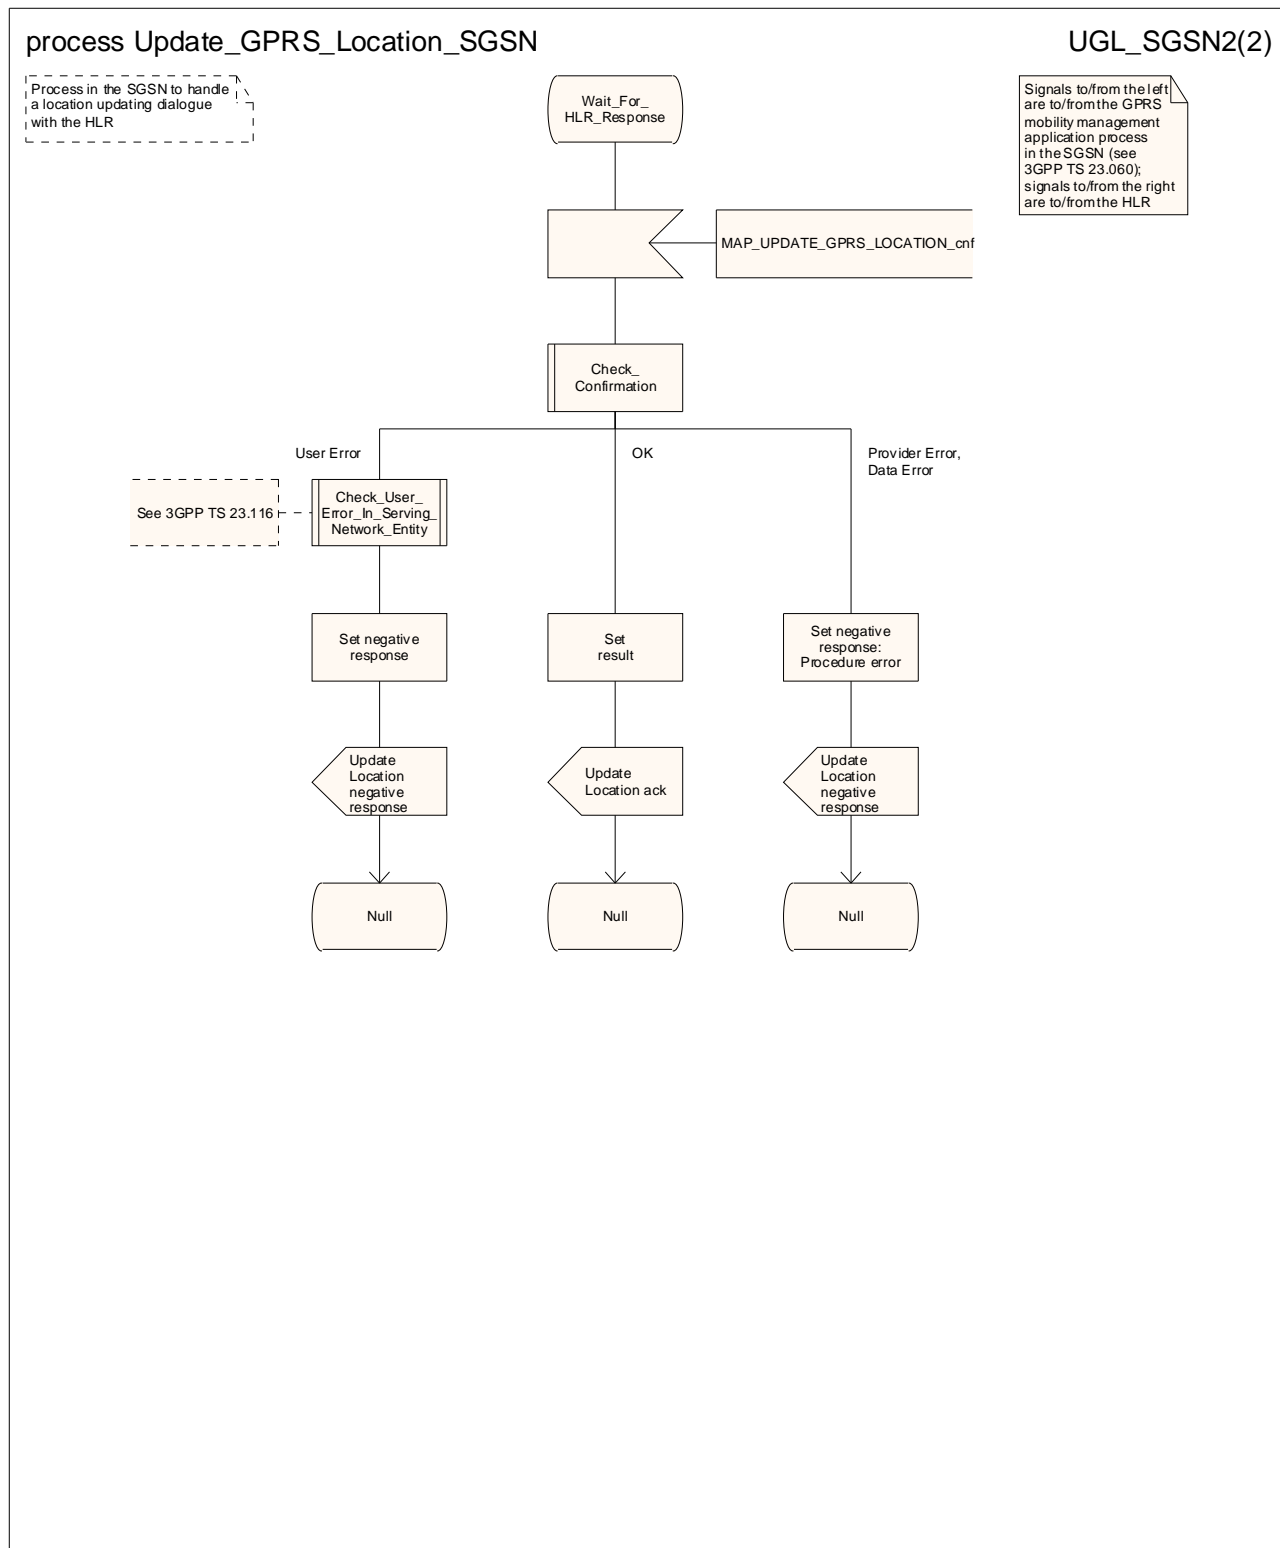 process Update_GPRS_Location_SGSN
UGL_SGSN2(2)
Process in the SGSN to handle
a location updating dialogue
with the HLR
Wait_For_
HLR_Response
Signals to/from the left
are to/from the GPRS
mobility management
application process
in the SGSN (see
3GPP TS 23.060);
signals to/from the right
are to/from the HLR
MAP_UPDATE_GPRS_LOCATION_cnf
Check_
Confirmation
User Error
OK
Provider Error,
Data Error
See 3GPP TS 23.116
Check_User_
Error_In_Serving_
Network_Entity
Set negative
response
Set
result
Set negative
response:
Procedure error
Update
Location
negative
response
Update
Location ack
Update
Location
negative
response
Null
Null
Null